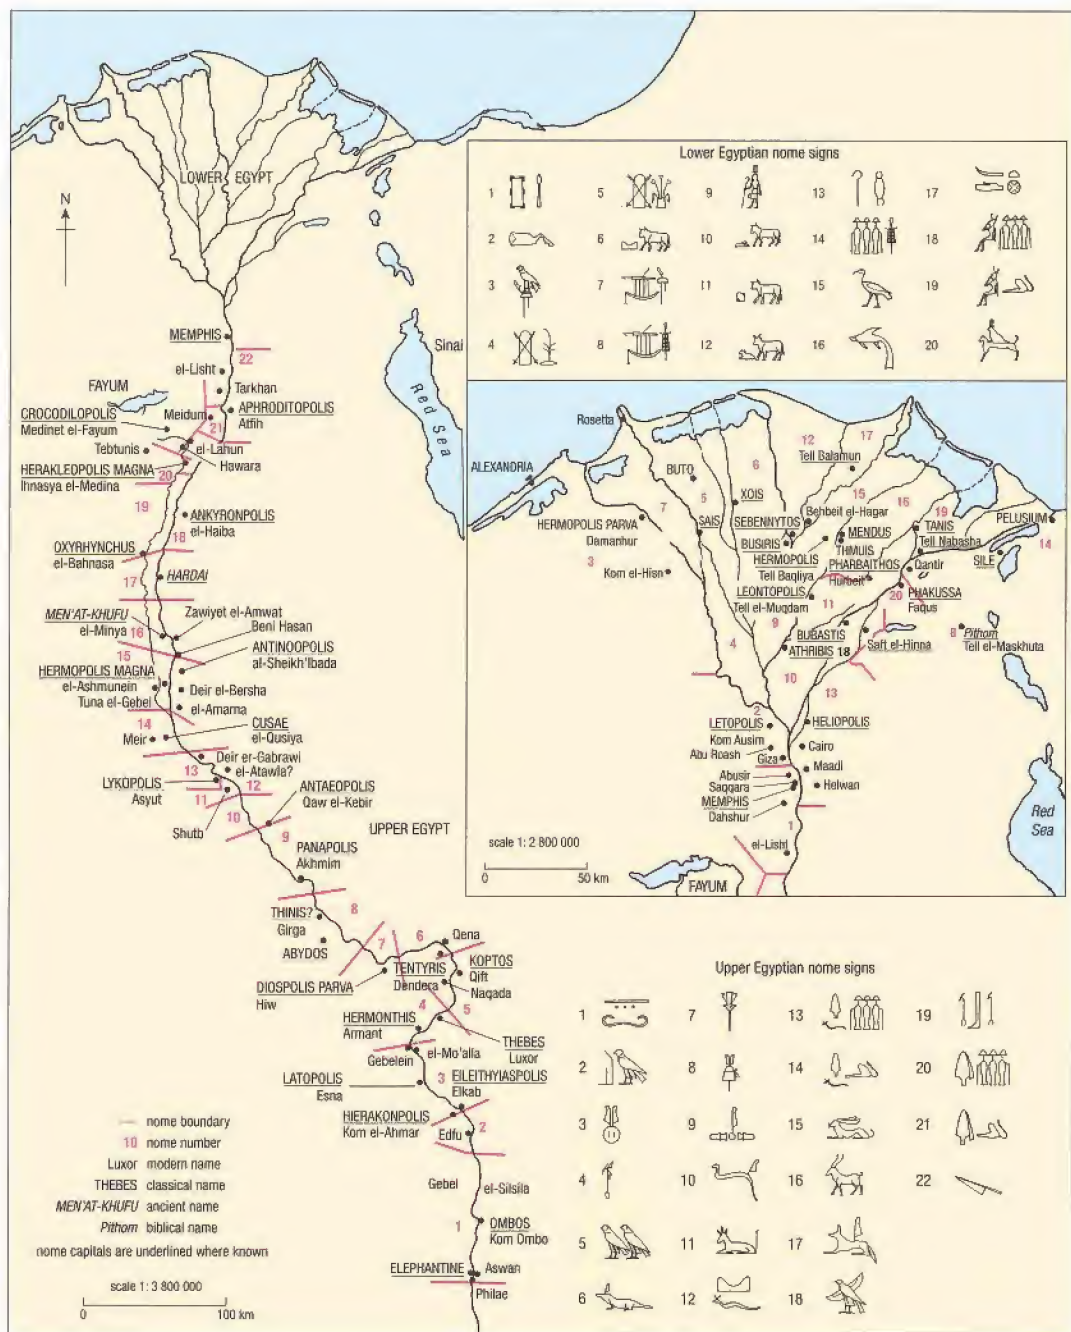 LOWER EGYPT
N
MEMPHIS
22
el-Lisht
Sinai
FAYUM
Tarkhan
CROCODILOPOLIS
Medinet el-Fayum
Meidum
APHRODITOPOLIS
Atfih
21
Red Sea
Tebtunis
el-Lahun
Hawara
HERAKLEOPOLIS MAGNA
Ihnasya el-Medina
20
19
ANKYRONPOLIS
el-Haiba
18
OXYRHYNCHUS
el-Bahnasa
17
HARDAI
MEN'AT-KHUFU
el-Minya
16
Zawiyet el-Amwat
Beni Hasan
15
ANTINOOPOLIS
al-Sheikh'Ibada
HERMOPOLIS MAGNA
el-Ashmunein
Tuna el-Gebel
Deir el-Bersha
el-Amarna
14
Meir
CUSAE
el-Qusiya
Deir er-Gabrawi
el-Atawla?
13
LYKOPOLIS
Asyut
12
11
ANTAEOPOLIS
Qaw el-Kebir
10
Shutb
9
UPPER EGYPT
PANAPOLIS
Akhmim
THINIS?
Girga
8
ABYDOS
7
6
Qena
DIOSPOLIS PARVA
Hiw
TENTYRIS
Dendera
KOPTOS
Qift
Naqada
4
5
HERMONTHIS
Armant
THEBES
Luxor
Gebelein
el-Mo'alla
3
LATOPOLIS
Esna
EILEITHYIASPOLIS
Elkab
HIERAKONPOLIS
Kom el-Ahmar
2
Edfu
Gebel
el-Silsila
1
OMBOS
Kom Ombo
ELEPHANTINE
Aswan
Philae
nome boundary
10 nome number
Luxor modern name
THEBES classical name
MEN'AT-KHUFU ancient name
Pithom biblical name
nome capitals are underlined where known
scale 1: 3 800 000
0 100 km
Lower Egyptian nome signs
1 5 9 13 17
2 6 10 14 18
3 7 11 15 19
4 8 12 16 20
Rosetta
12
17
Tell Balamun
ALEXANDRIA
BUTO
6
15
16
5
XOIS
19
7
Behbeit el-Hagar
HERMOPOLIS PARVA
Damanhur
SAIS
SEBENNYTOS
MENDUS
TANIS
PELUSIUM
BUSIRIS
THMUIS
Tell Nabasha
14
3
HERMOPOLIS
Tell Baqliya
PHARBAITHOS
Hurbeit
Qantir
SILE
Kom el-Hisn
LEONTOPOLIS
Tell el-Muqdam
11
20
PHAKUSSA
Faqus
9
4
BUBASTIS
ATHRIBIS 18
Saft el-Hinna
8
Pithom
Tell el-Maskhuta
10
13
2
LETOPOLIS
Kom Ausim
HELIOPOLIS
Abu Roash
Cairo
Giza
Maadi
Abusir
Saqqara
Helwan
MEMPHIS
Dahshur
1
el-Lisht
FAYUM
Red Sea
scale 1: 2 800 000
0 50 km
Upper Egyptian nome signs
1 7 13 19
2 8 14 20
3 9 15 21
4 10 16 22
5 11 17
6 12 18